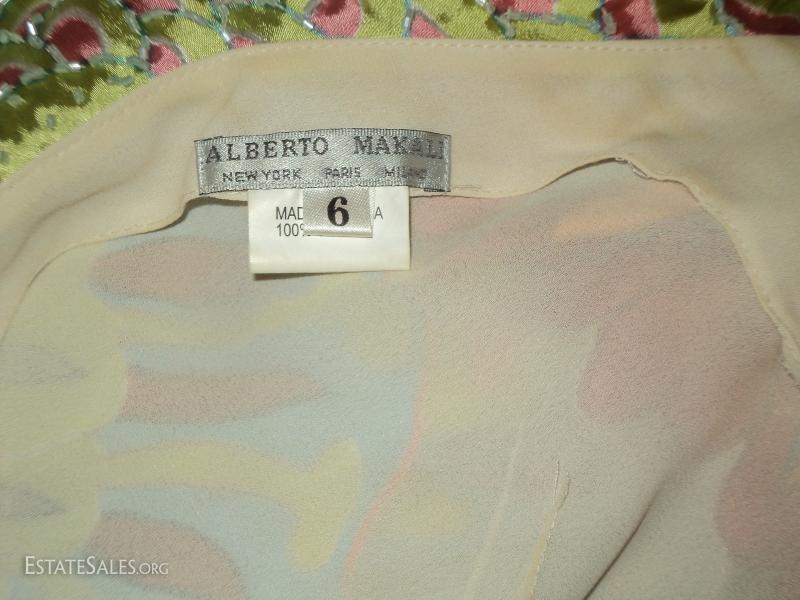 ALBERTO MAKALI
NEW YORK PARIS MILANO
6
MAD A
100%
ESTATESALES.ORG